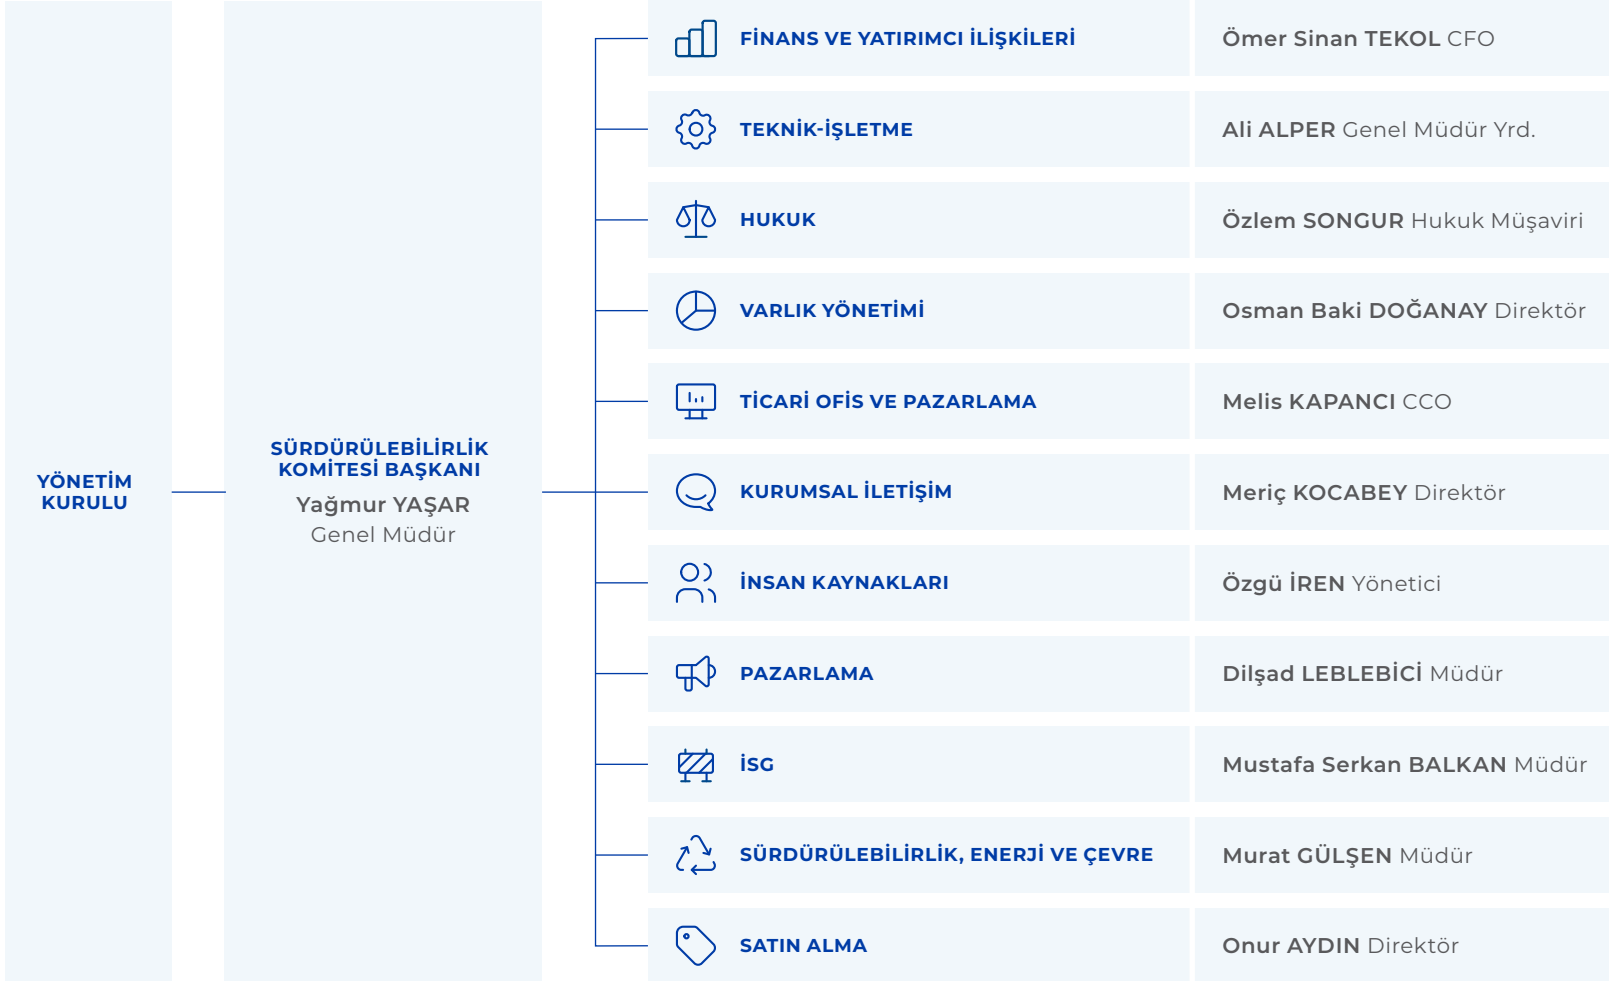 YÖNETİM
KURULU
SÜRDÜRÜLEBİLİRLİK
KOMİTESİ BAŞKANI
Yağmur YAŞAR
Genel Müdür
FİNANS VE YATIRIMCI İLİŞKİLERİ
Ömer Sinan TEKOL CFO
TEKNİK-İŞLETME
Ali ALPER Genel Müdür Yrd.
HUKUK
Özlem SONGUR Hukuk Müşaviri
VARLIK YÖNETİMİ
Osman Baki DOĞANAY Direktör
TİCARİ OFİS VE PAZARLAMA
Melis KAPANCI CCO
KURUMSAL İLETİŞİM
Meriç KOCABEY Direktör
İNSAN KAYNAKLARI
Özgü İREN Yönetici
PAZARLAMA
Dilşad LEBLEBİCİ Müdür
İSG
Mustafa Serkan BALKAN Müdür
SÜRDÜRÜLEBİLİRLİK, ENERJİ VE ÇEVRE
Murat GÜLŞEN Müdür
SATIN ALMA
Onur AYDIN Direktör